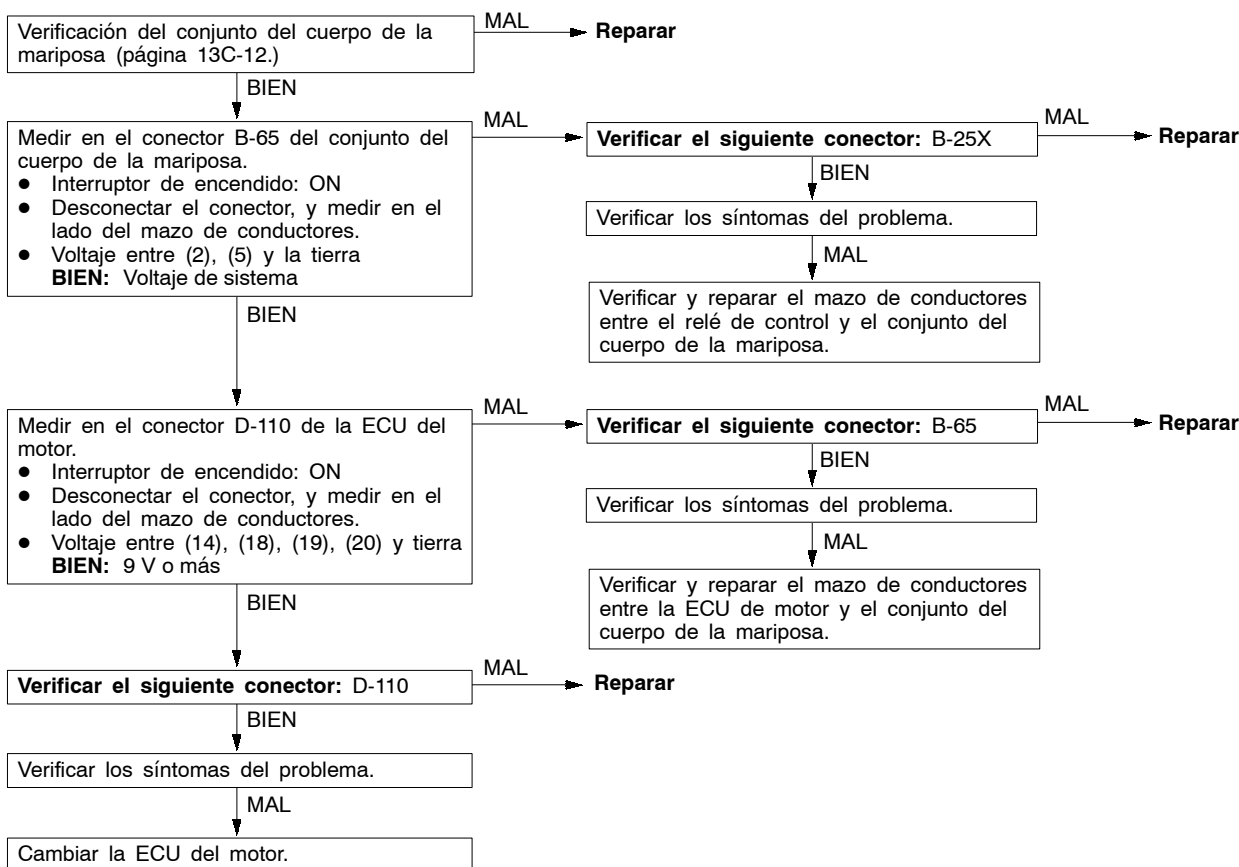 Verificación del conjunto del cuerpo de la
mariposa (página 13C-12.)
MAL
Reparar
BIEN
Medir en el conector B-65 del conjunto del
cuerpo de la mariposa.
● Interruptor de encendido: ON
● Desconectar el conector, y medir en el
lado del mazo de conductores.
● Voltaje entre (2), (5) y la tierra
BIEN: Voltaje de sistema
MAL
Verificar el siguiente conector: B-25X
MAL
Reparar
BIEN
Verificar los síntomas del problema.
MAL
Verificar y reparar el mazo de conductores
entre el relé de control y el conjunto del
cuerpo de la mariposa.
BIEN
Medir en el conector D-110 de la ECU del
motor.
● Interruptor de encendido: ON
● Desconectar el conector, y medir en el
lado del mazo de conductores.
● Voltaje entre (14), (18), (19), (20) y tierra
BIEN: 9 V o más
MAL
Verificar el siguiente conector: B-65
MAL
Reparar
BIEN
Verificar los síntomas del problema.
MAL
Verificar y reparar el mazo de conductores
entre la ECU de motor y el conjunto del
cuerpo de la mariposa.
BIEN
Verificar el siguiente conector: D-110
MAL
Reparar
BIEN
Verificar los síntomas del problema.
MAL
Cambiar la ECU del motor.